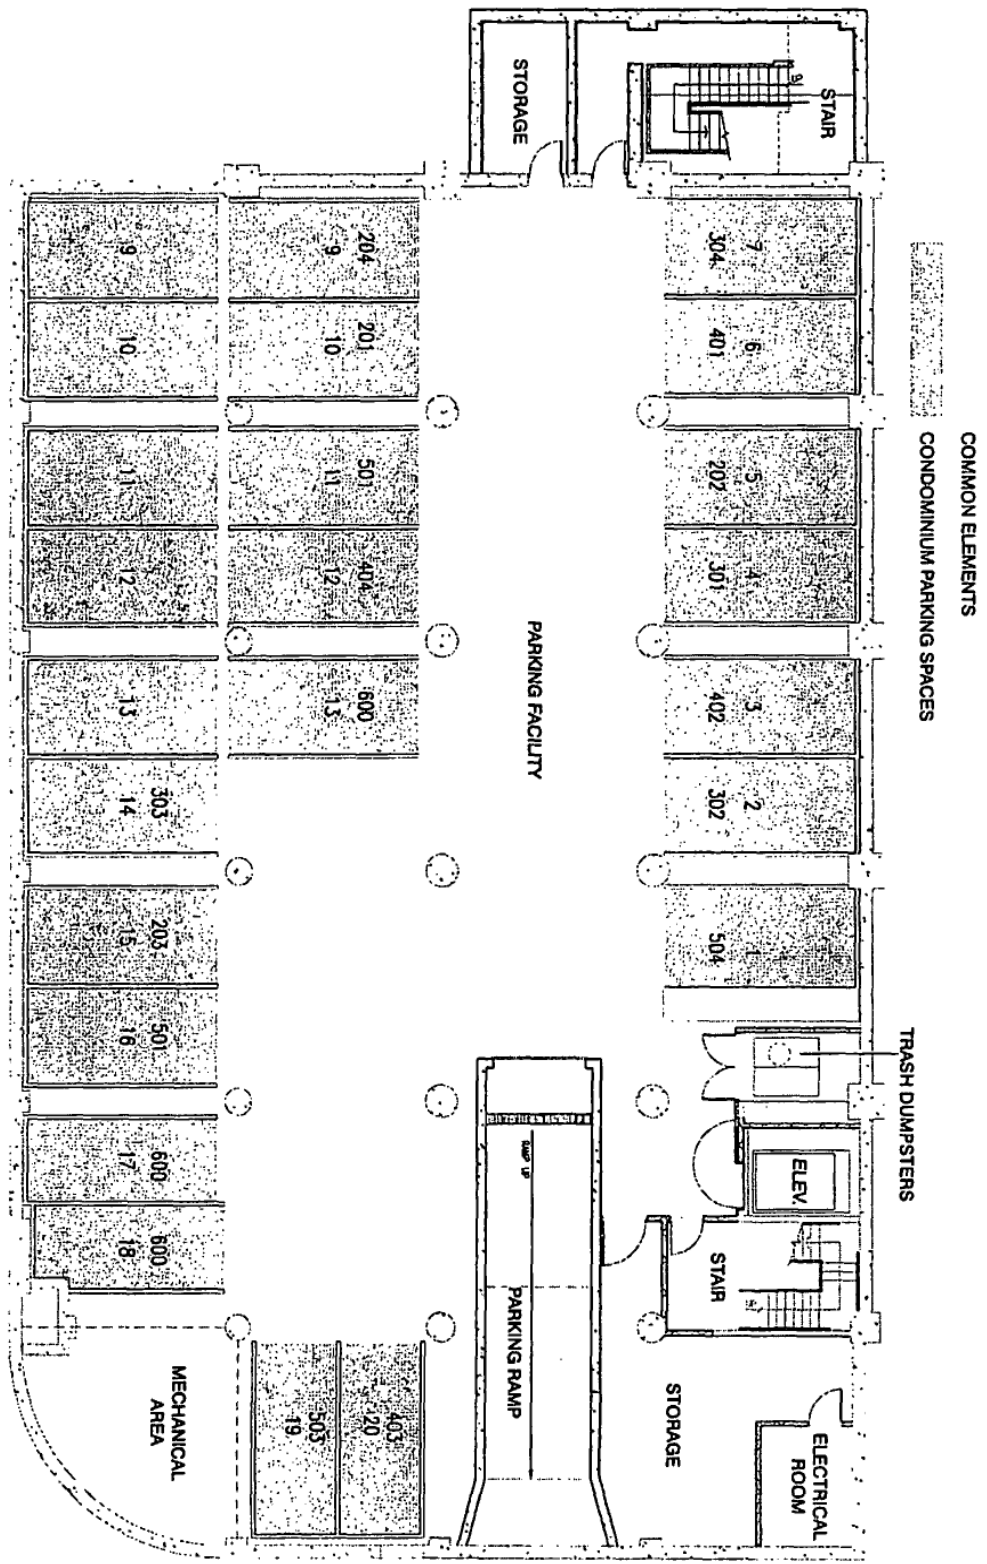 COMMON ELEMENTS
CONDOMINIUM PARKING SPACES
TRASH DUMPSTERS
STAIR
STORAGE
7
304
6
401
5
202
4
301
3
402
2
302
1
504
ELEV.
STAIR
ELECTRICAL
ROOM
STORAGE
PARKING FACILITY
RAMP UP
PARKING RAMP
204
9
201
10
501
11
404
12
600
13
403
20
503
19
9
10
11
12
13
303
14
203
15
501
16
600
17
600
18
MECHANICAL
AREA